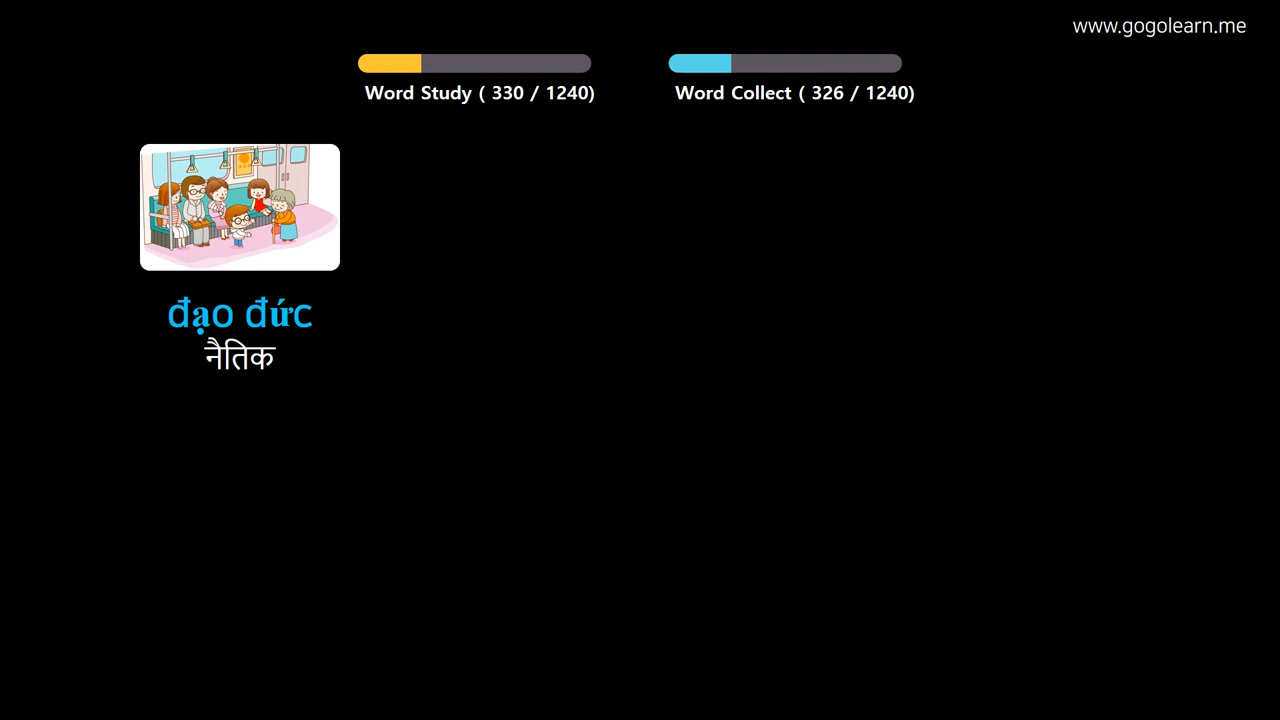 www.gogolearn.me
Word Study ( 330 / 1240)
Word Collect ( 326 / 1240)
đạo đức
नैतिक